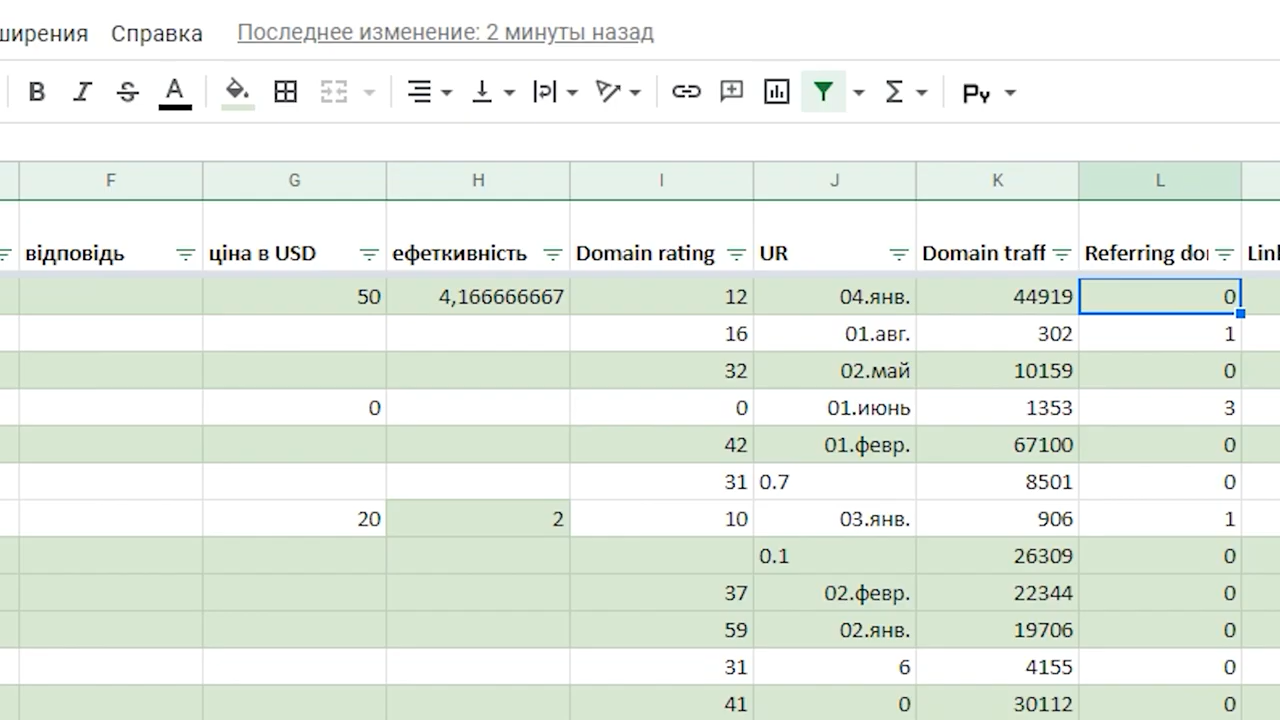 ширения Справка Последнее изменение: 2 минуты назад
B I S A Σ Py
F G H I J K L
відповідь ціна в USD ефеткивність Domain rating UR Domain traff Referring do Lin
50 4,166666667 12 04.янв. 44919 0
16 01.авг. 302 1
32 02.май 10159 0
0 0 01.июнь 1353 3
42 01.февр. 67100 0
31 0.7 8501 0
20 2 10 03.янв. 906 1
0.1 26309 0
37 02.февр. 22344 0
59 02.янв. 19706 0
31 6 4155 0
41 0 30112 0